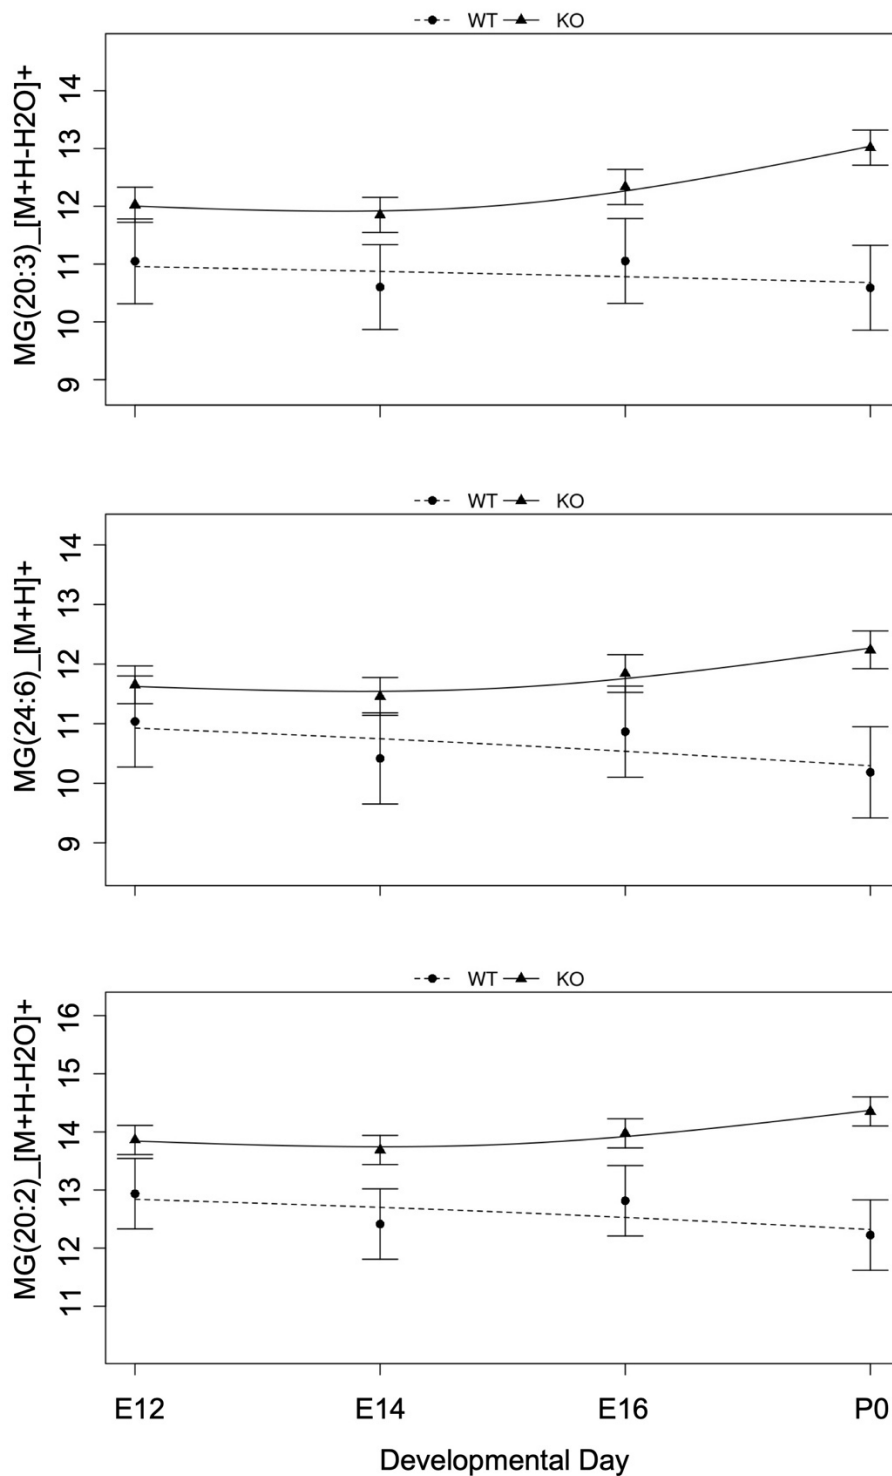 WT KO
MG(20:3)_[M+H-H2O]+
14
13
12
11
10
9
WT KO
MG(24:6)_[M+H]+
14
13
12
11
10
9
WT KO
MG(20:2)_[M+H-H2O]+
16
15
14
13
12
11
E12 E14 E16 P0
Developmental Day